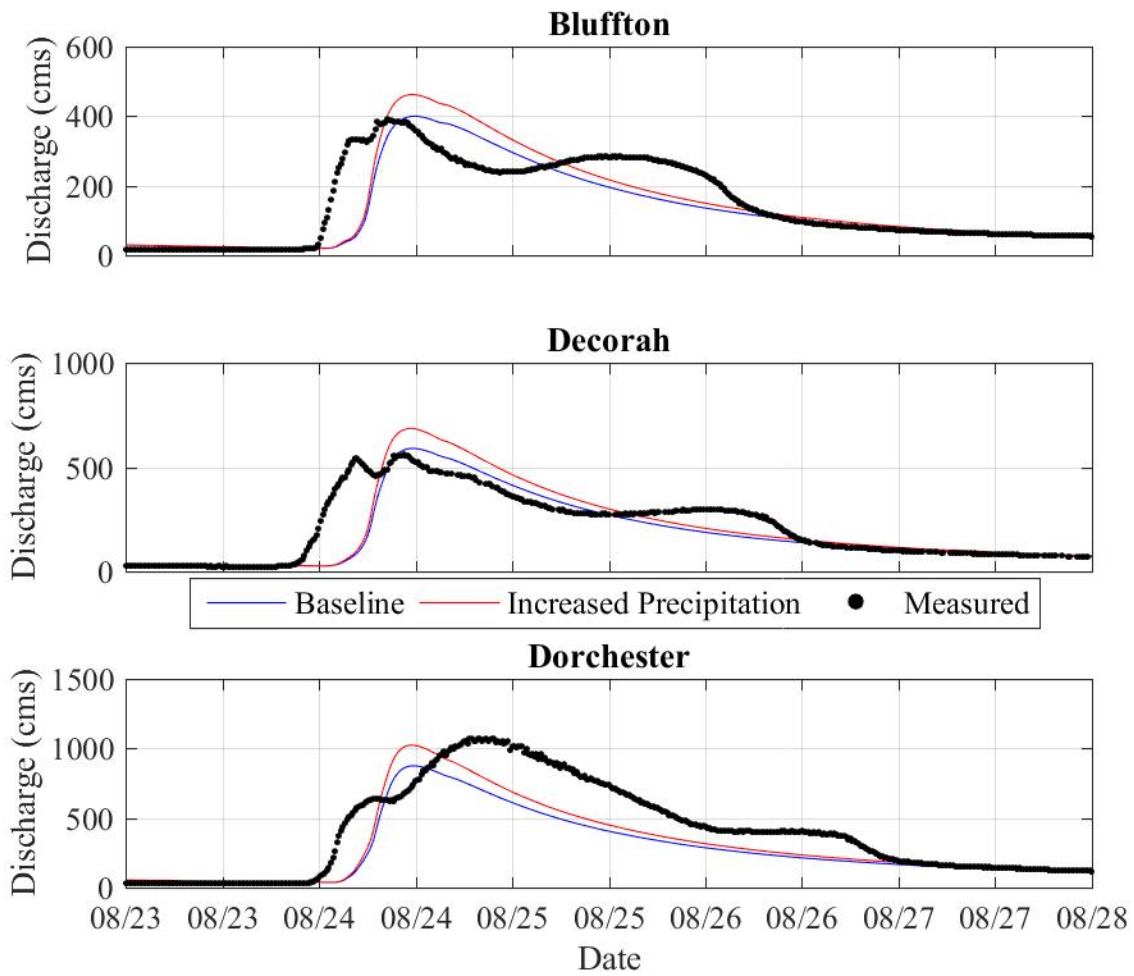 Bluffton
Discharge (cms)
600
400
200
0
Decorah
Discharge (cms)
1000
500
0
Baseline Increased Precipitation Measured
Dorchester
Discharge (cms)
1500
1000
500
0
08/23 08/23 08/24 08/24 08/25 08/25 08/26 08/26 08/27 08/27 08/28
Date